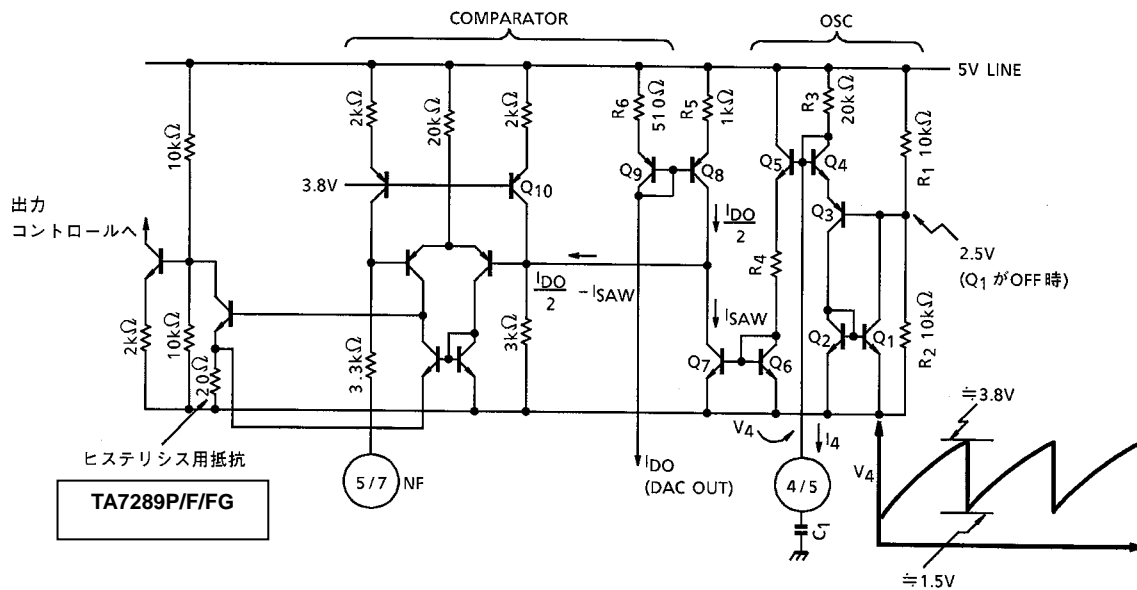 COMPARATOR
OSC
5V LINE
2kΩ
20kΩ
2kΩ
R6
510Ω
R5
1kΩ
R3
20kΩ
10kΩ
R1 10kΩ
Q9
Q8
Q5
Q4
3.8V
Q10
Q3
出力
コントロールへ
IDO
2
2.5V
(Q1 がOFF時)
R4
IDO
2
-ISAW
ISAW
2kΩ
10kΩ
20Ω
3.3kΩ
3kΩ
Q7
Q6
Q2
Q1
R2 10kΩ
≒3.8V
V4
I4
ヒステリシス用抵抗
IDO
(DAC OUT)
V4
5/7
NF
4/5
TA7289P/F/FG
C1
≒1.5V